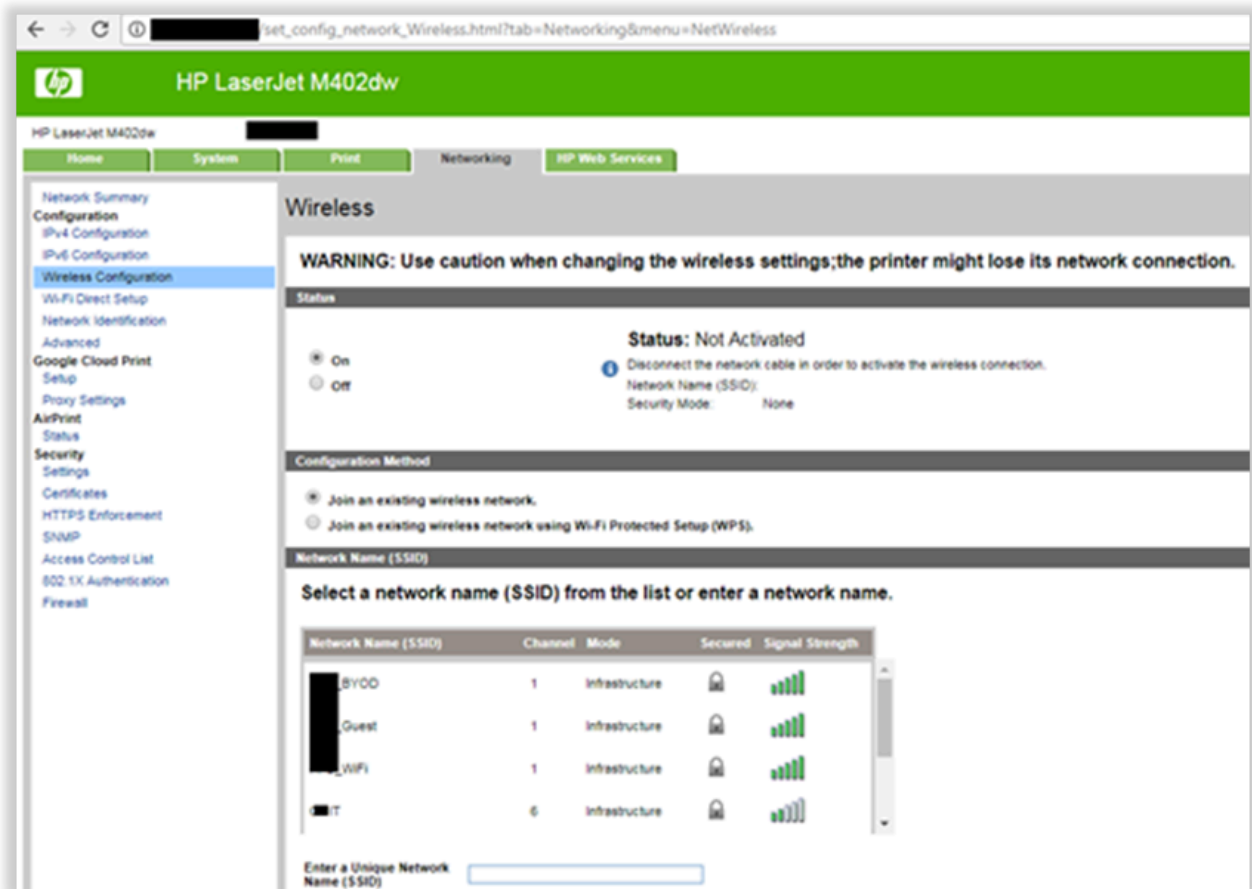 /set_config_network_Wireless.html?tab=Networking&menu=NetWireless
hp HP LaserJet M402dw
HP LaserJet M402dw
Home System Print Networking HP Web Services
Network Summary
Configuration
IPv4 Configuration
IPv6 Configuration
Wireless Configuration
Wi-Fi Direct Setup
Network Identification
Advanced
Google Cloud Print
Setup
Proxy Settings
AirPrint
Status
Security
Settings
Certificates
HTTPS Enforcement
SNMP
Access Control List
802.1X Authentication
Firewall
Wireless
WARNING: Use caution when changing the wireless settings;the printer might lose its network connection.
Status
On
Off
Status: Not Activated
Disconnect the network cable in order to activate the wireless connection.
Network Name (SSID):
Security Mode: None
Configuration Method
Join an existing wireless network.
Join an existing wireless network using Wi-Fi Protected Setup (WPS).
Network Name (SSID)
Select a network name (SSID) from the list or enter a network name.
Network Name (SSID) Channel Mode Secured Signal Strength
_BYOD 1 Infrastructure
_Guest 1 Infrastructure
_WiFi 1 Infrastructure
IT 6 Infrastructure
Enter a Unique Network
Name (SSID)